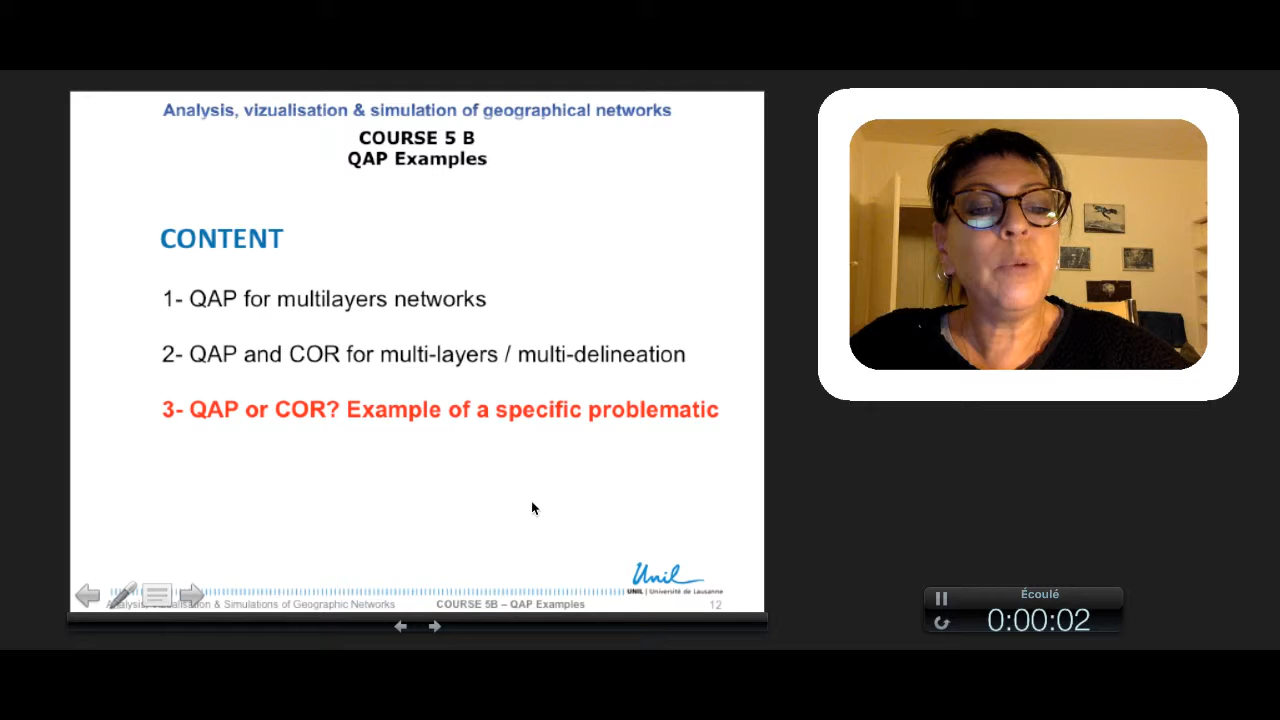 Analysis, vizualisation & simulation of geographical networks
COURSE 5 B
QAP Examples
CONTENT
1- QAP for multilayers networks
2- QAP and COR for multi-layers / multi-delineation
3- QAP or COR? Example of a specific problematic
Unil
UNIL | Université de Lausanne
Analysis, Vizualisation & Simulations of Geographic Networks
COURSE 5B – QAP Examples
12
Écoulé
0:00:02